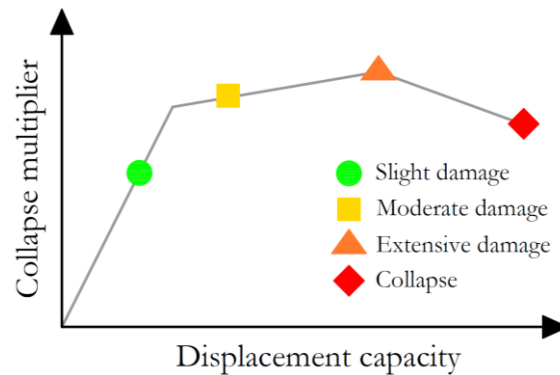 Collapse multiplier
Slight damage
Moderate damage
Extensive damage
Collapse
Displacement capacity